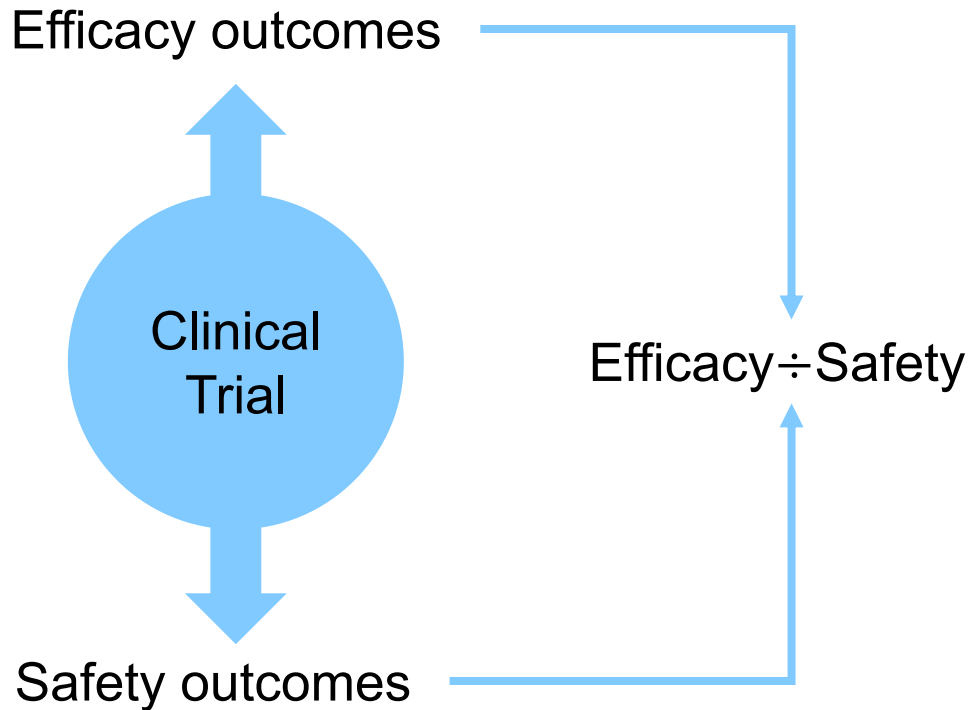 Efficacy outcomes
Clinical
Trial
Efficacy÷Safety
Safety outcomes